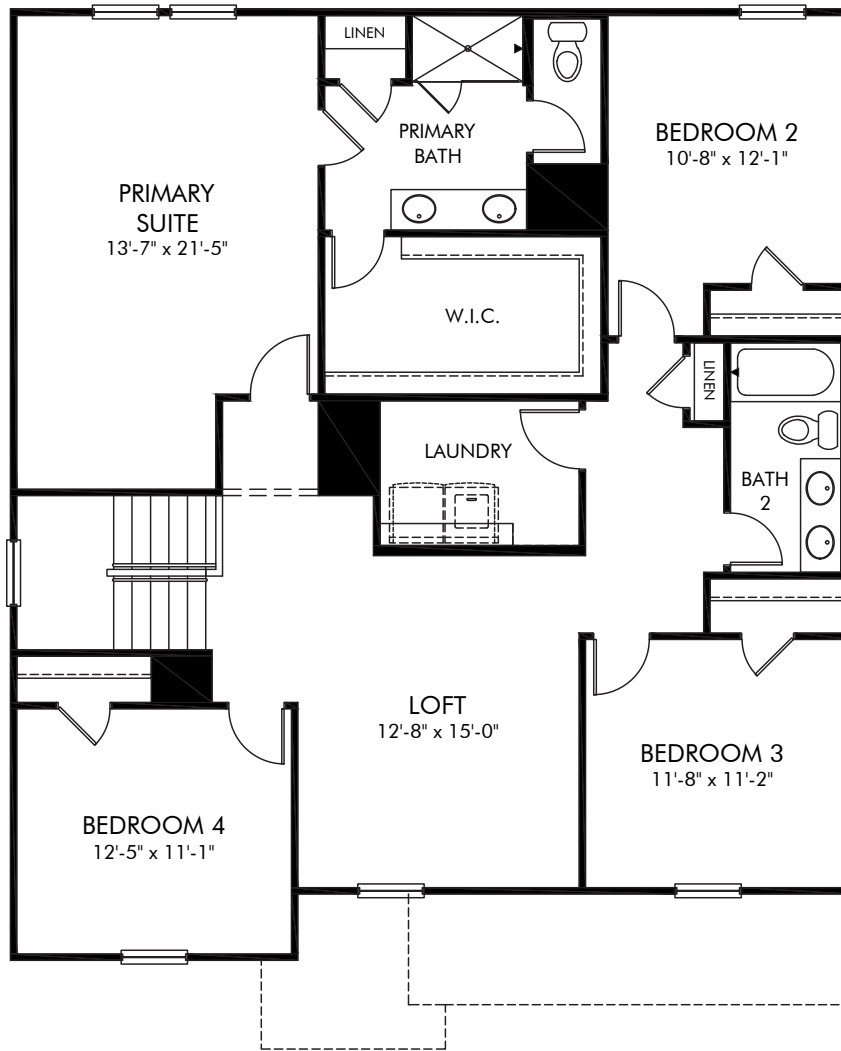 LINEN
PRIMARY
BATH
BEDROOM 2
10'-8" x 12'-1"
PRIMARY
SUITE
13'-7" x 21'-5"
W.I.C.
LINEN
LAUNDRY
BATH
2
LOFT
12'-8" x 15'-0"
BEDROOM 3
11'-8" x 11'-2"
BEDROOM 4
12'-5" x 11'-1"